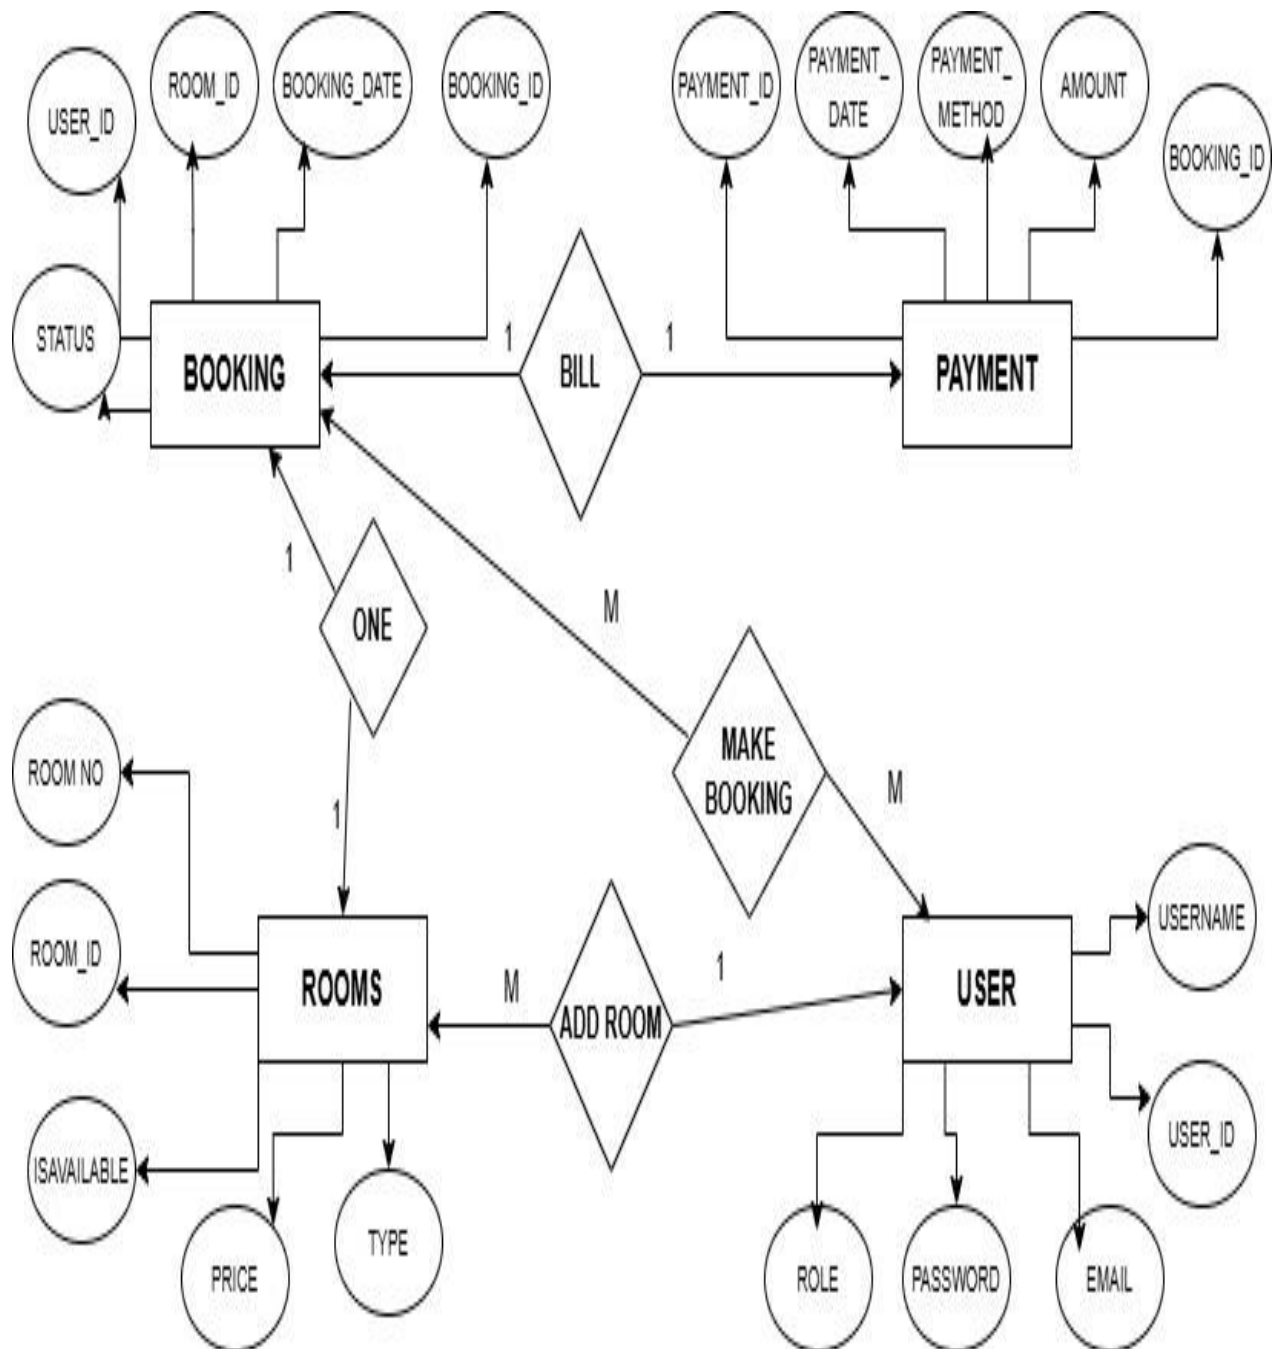 USER_ID
ROOM_ID
BOOKING_DATE
BOOKING_ID
PAYMENT_ID
PAYMENT_
DATE
PAYMENT_
METHOD
AMOUNT
BOOKING_ID
STATUS
BOOKING
1
BILL
1
PAYMENT
1
ONE
1
M
MAKE
BOOKING
M
ROOM NO
ROOM_ID
ROOMS
M
ADD ROOM
1
USER
USERNAME
USER_ID
ISAVAILABLE
PRICE
TYPE
ROLE
PASSWORD
EMAIL